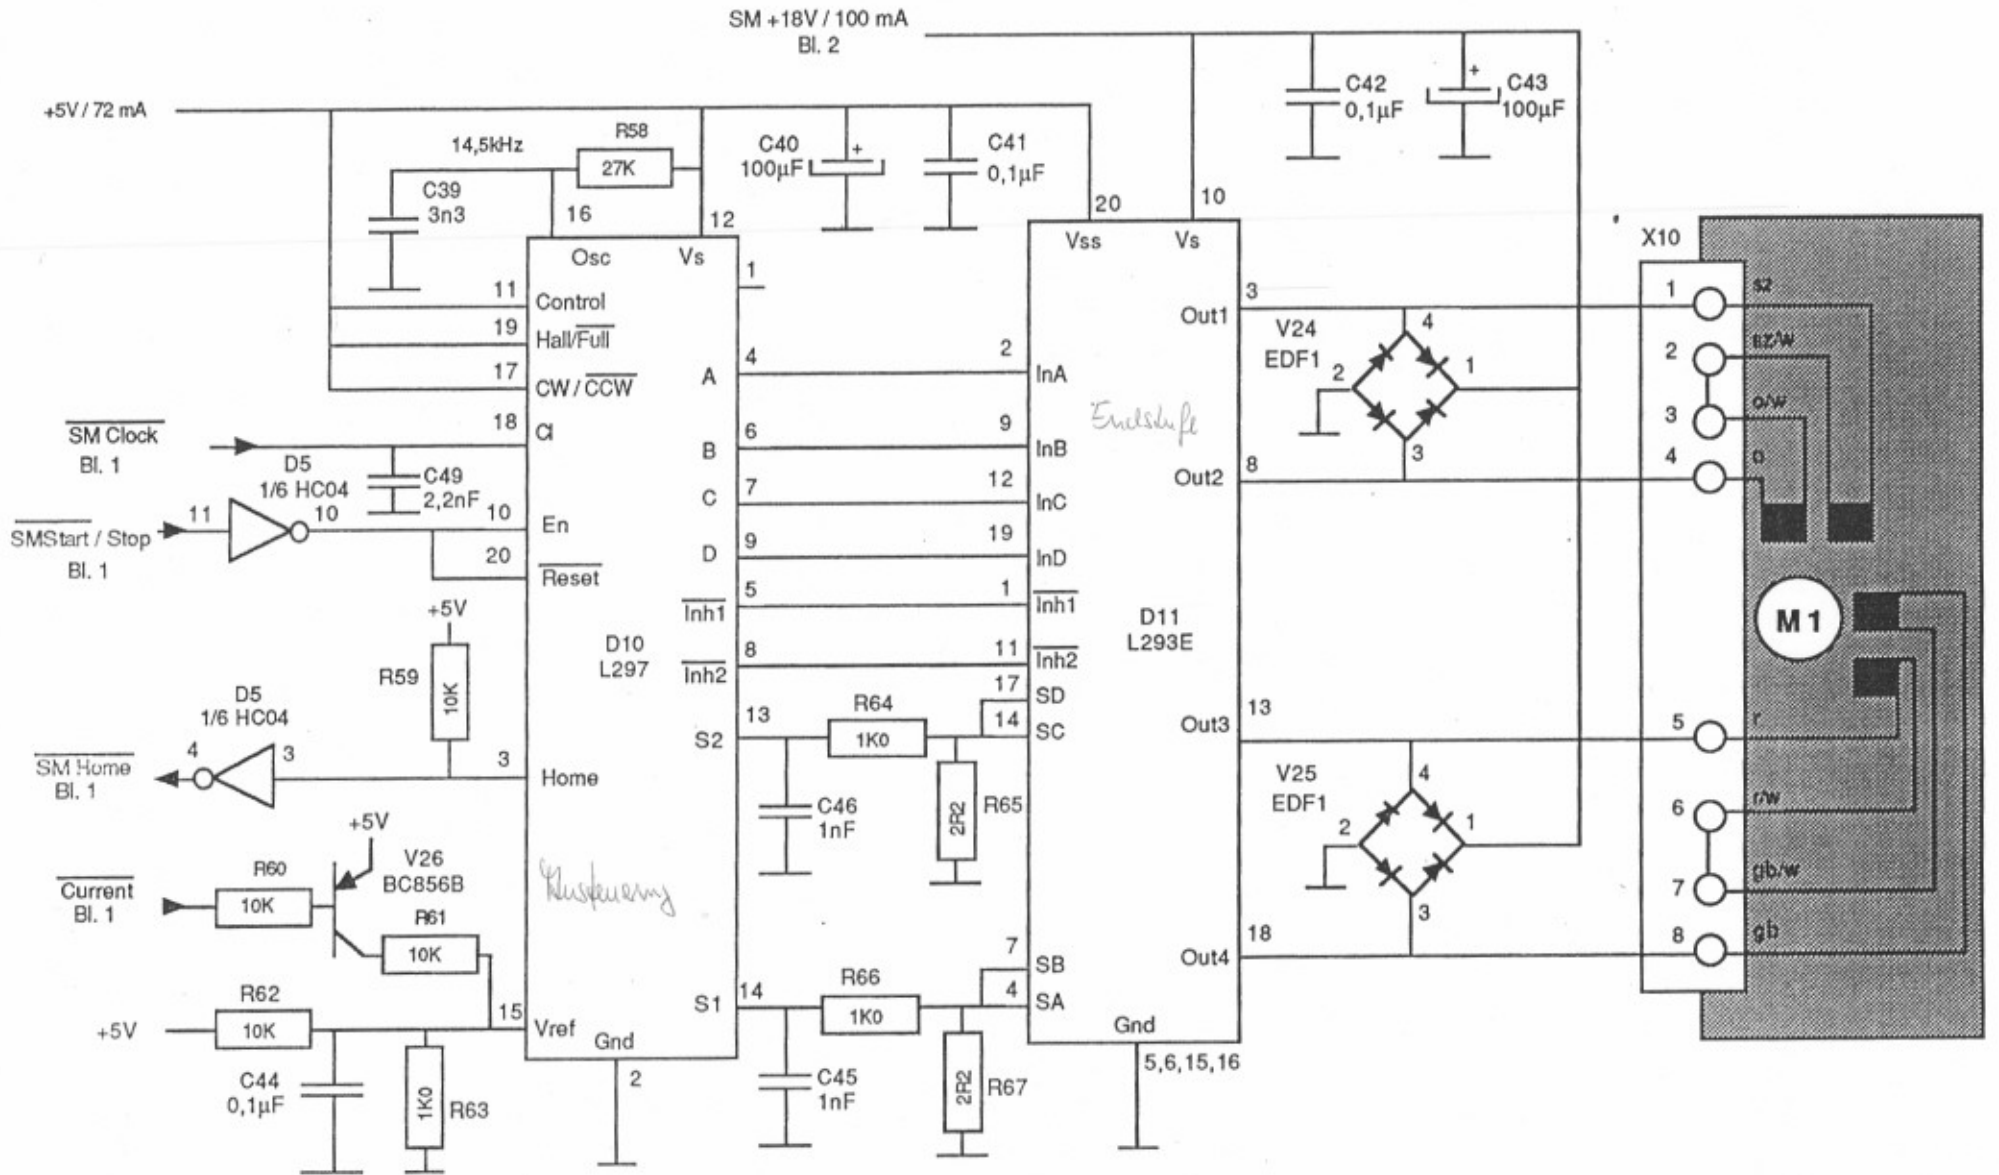 SM +18V / 100 mA
Bl. 2
+5V / 72 mA
14,5kHz
R58
27K
C39
3n3
16
12
C40
100µF
+
C41
0,1µF
C42
0,1µF
+
C43
100µF
20
10
Osc
Vs
1
Vss
Vs
X10
11
Control
19
Hall/Full
17
CW / CCW
18
Cl
SM Clock
Bl. 1
D5
1/6 HC04
C49
2,2nF
11
10
10
En
SMStart / Stop
Bl. 1
20
Reset
A
4
2
InA
B
6
9
InB
C
7
12
InC
D
9
19
InD
Inh1
5
1
Inh1
Inh2
8
11
Inh2
Endstufe
D10
L297
D11
L293E
Out1
3
V24
EDF1
4
2
1
3
Out2
8
1
sz
2
sz/w
3
o/w
4
o
M 1
+5V
R59
10K
D5
1/6 HC04
4
3
3
Home
SM Home
Bl. 1
S2
13
R64
1K0
17
SD
14
SC
C46
1nF
2R2
R65
Out3
13
V25
EDF1
4
2
1
3
Out4
18
5
r
6
r/w
7
gb/w
8
gb
+5V
V26
BC856B
Current
Bl. 1
R60
10K
R61
10K
Ansteuerung
R62
+5V
10K
15
Vref
C44
0,1µF
1K0
R63
Gnd
2
S1
14
R66
1K0
7
SB
4
SA
C45
1nF
2R2
R67
Gnd
5,6,15,16